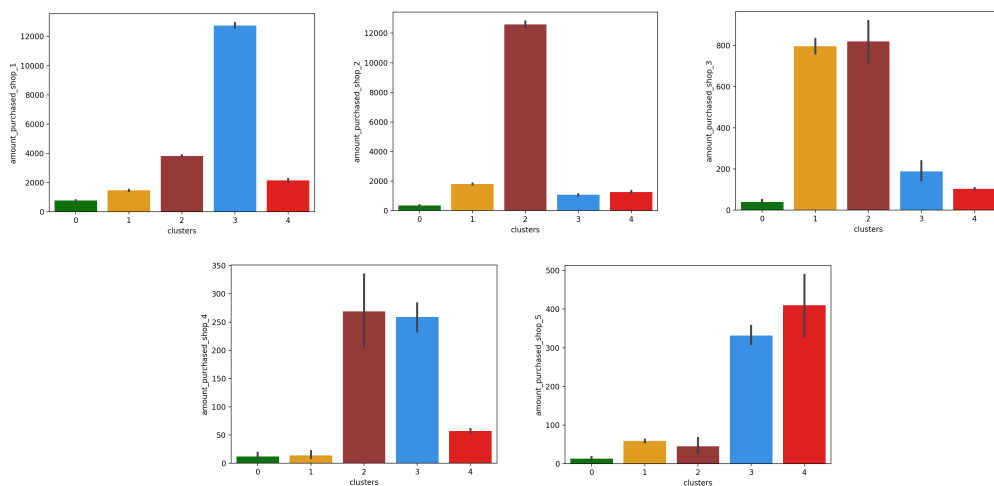 amount_purchased_shop_1
12000
10000
8000
6000
4000
2000
0
0 1 2 3 4
clusters
amount_purchased_shop_2
12000
10000
8000
6000
4000
2000
0
0 1 2 3 4
clusters
amount_purchased_shop_3
800
600
400
200
0
0 1 2 3 4
clusters
amount_purchased_shop_4
350
300
250
200
150
100
50
0
0 1 2 3 4
clusters
amount_purchased_shop_5
500
400
300
200
100
0
0 1 2 3 4
clusters